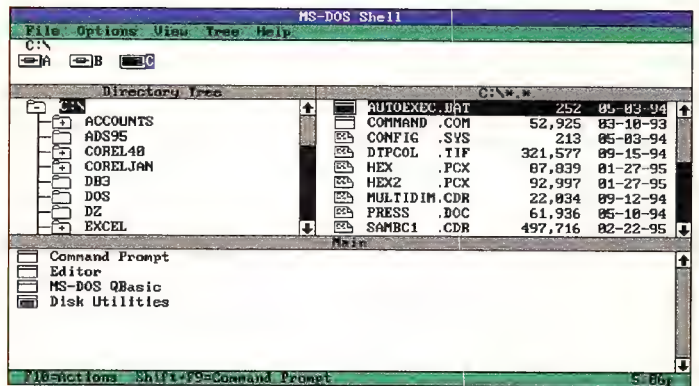 MS-DOS Shell
File Options View Tree Help
C:\
A B C
Directory Tree
C:\
ACCOUNTS
ADS95
COREL40
CORELJAN
DB3
DOS
DZ
EXCEL
C:\*.*
AUTOEXEC.BAT 252 05-03-94
COMMAND .COM 52,925 03-10-93
CONFIG .SYS 213 05-03-94
DTPCOL .TIF 321,577 09-15-94
HEX .PCX 87,839 01-27-95
HEX2 .PCX 92,997 01-27-95
MULTIDIM.CDR 22,034 09-12-94
PRESS .DOC 61,936 05-10-94
SAMBC1 .CDR 497,716 02-22-95
Main
Command Prompt
Editor
MS-DOS QBasic
Disk Utilities
F10=Actions Shift+F9=Command Prompt 5:06p